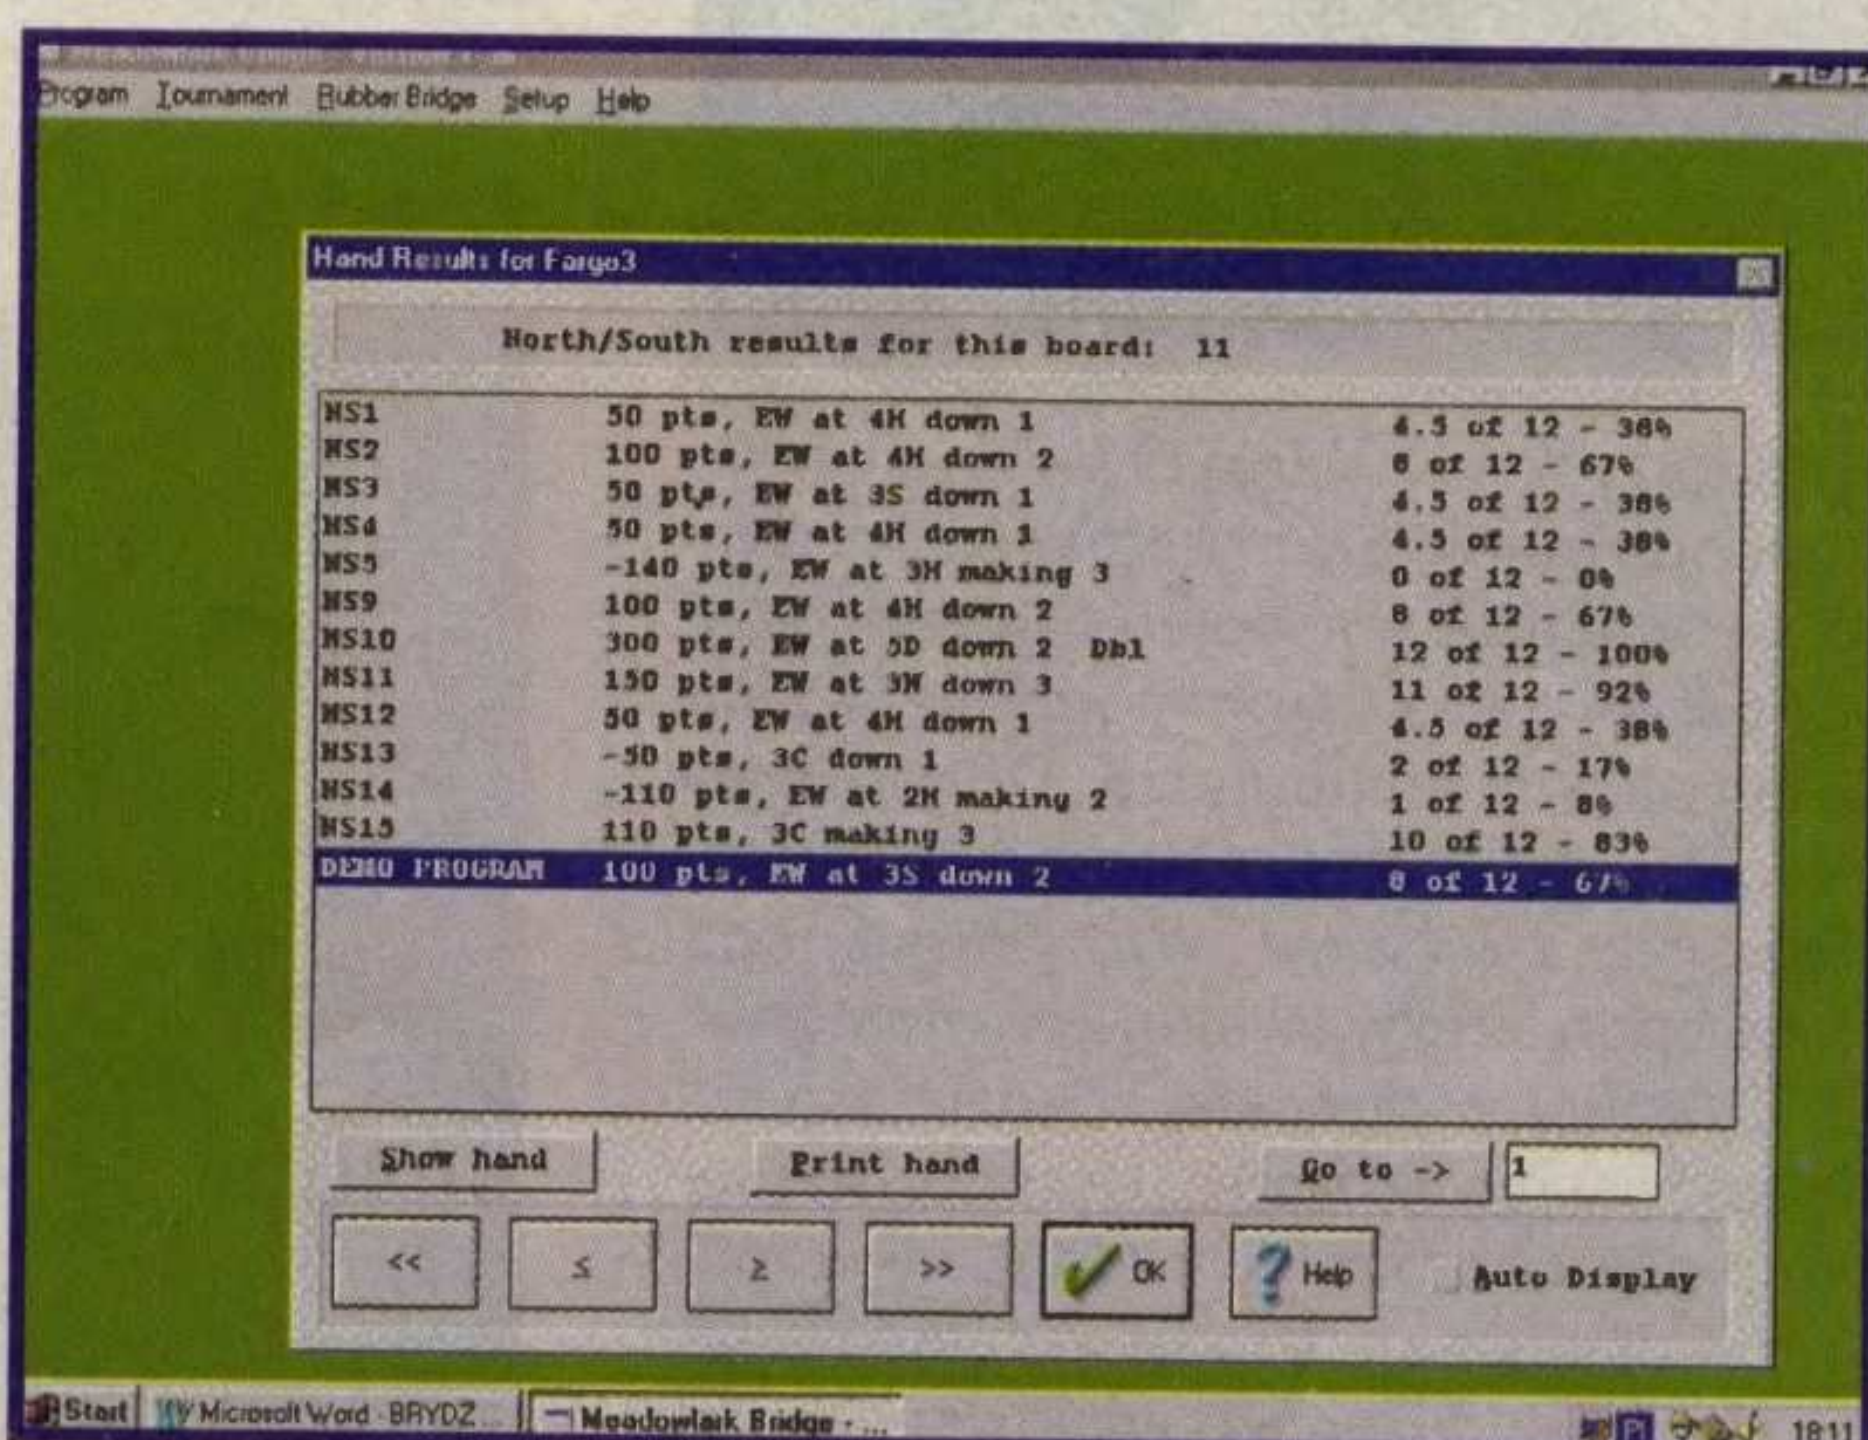 Program Tournament Rubber Bridge Setup Help
Hand Results for Fargo3
North/South results for this board: 11
NS1 50 pts, EW at 4H down 1 4.5 of 12 - 38%
NS2 100 pts, EW at 4H down 2 8 of 12 - 67%
NS3 50 pts, EW at 3S down 1 4.5 of 12 - 38%
NS4 50 pts, EW at 4H down 1 4.5 of 12 - 38%
NS5 -140 pts, EW at 3H making 3 0 of 12 - 0%
NS9 100 pts, EW at 4H down 2 8 of 12 - 67%
NS10 300 pts, EW at 5D down 2 Dbl 12 of 12 - 100%
NS11 150 pts, EW at 3N down 3 11 of 12 - 92%
NS12 50 pts, EW at 4H down 1 4.5 of 12 - 38%
NS13 -50 pts, 3C down 1 2 of 12 - 17%
NS14 -110 pts, EW at 2H making 2 1 of 12 - 8%
NS15 110 pts, 3C making 3 10 of 12 - 83%
DEMO PROGRAM 100 pts, EW at 3S down 2 8 of 12 - 67%
Show hand Print hand Go to -> 1
<< ≤ ≥ >> OK ? Help Auto Display
Start Microsoft Word - BRYDZ ... Meadowlark Bridge - ... Pl 18:11